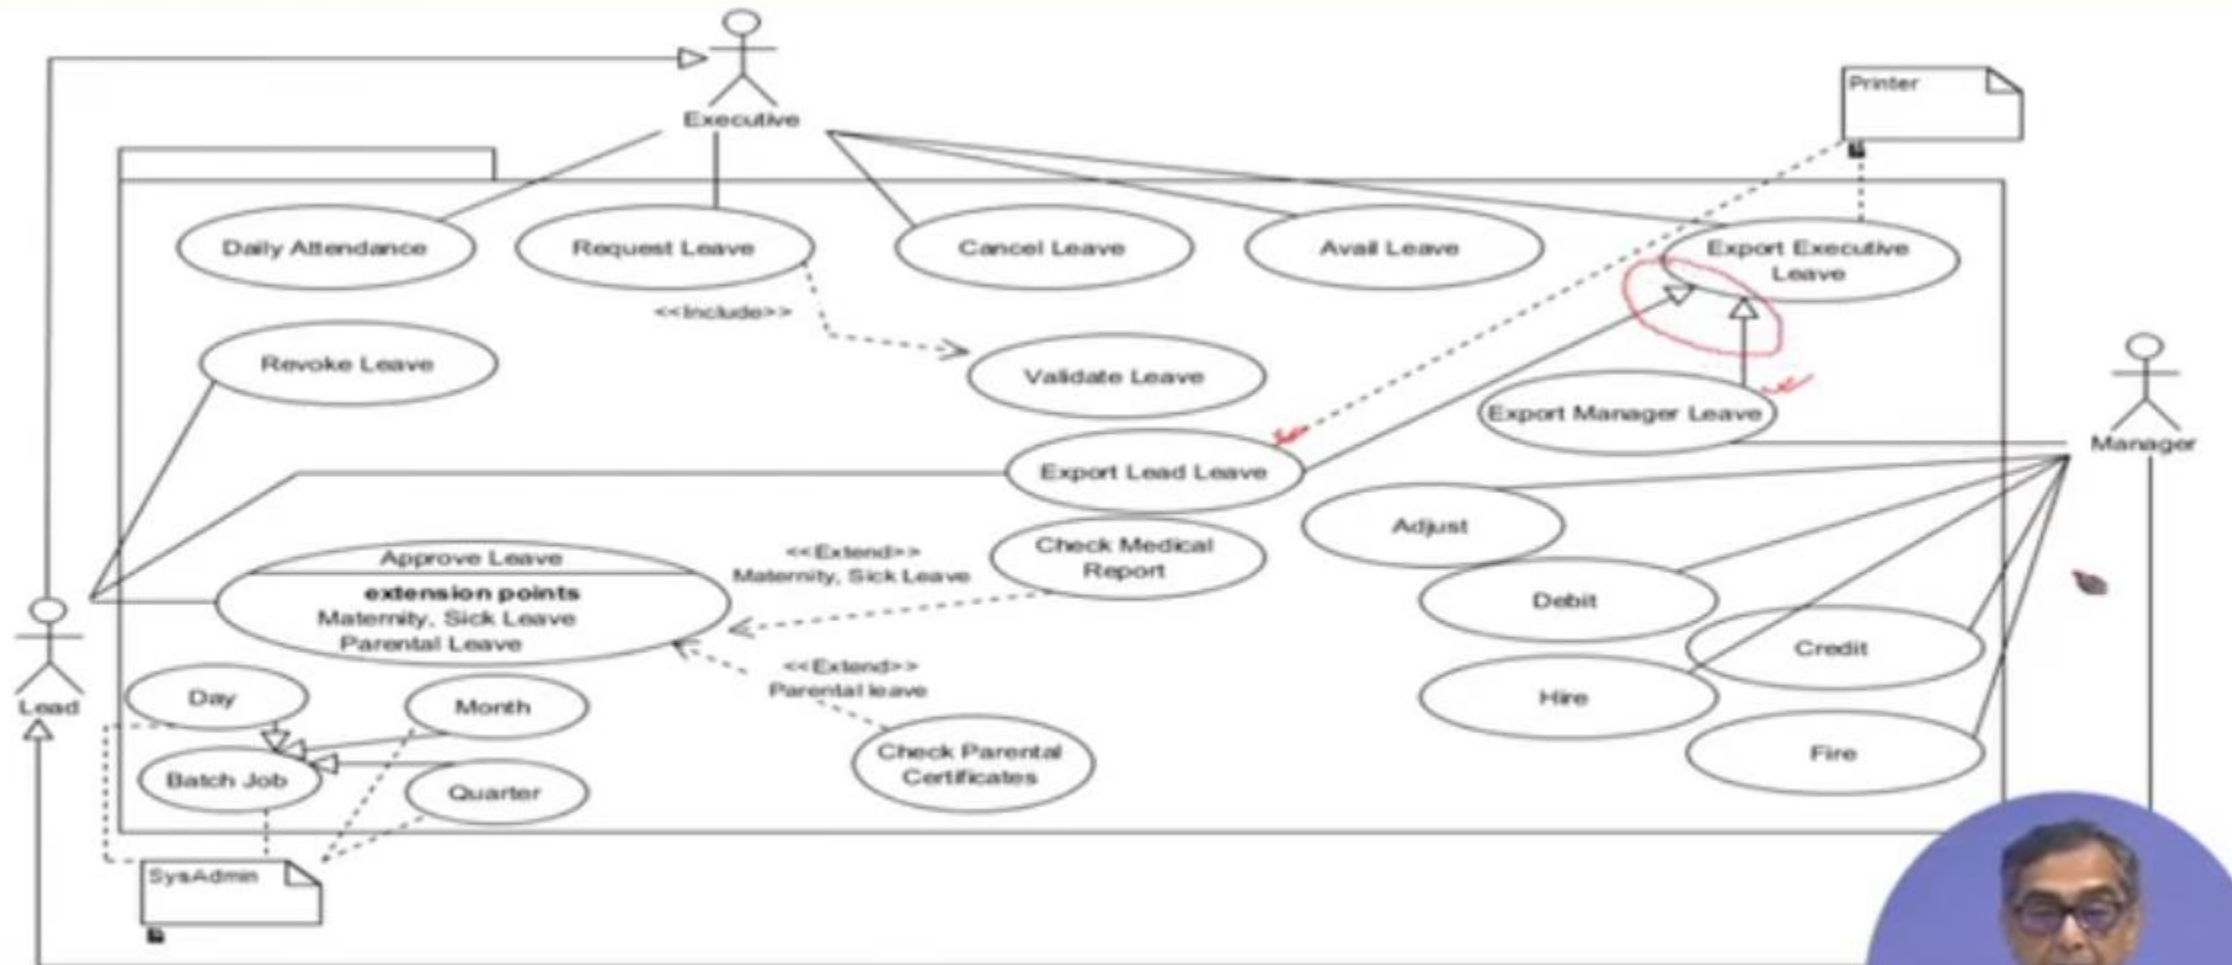 Executive
Printer
Daily Attendance
Request Leave
Cancel Leave
Avail Leave
Export Executive
Leave
<<Include>>
Revoke Leave
Validate Leave
Export Manager Leave
Manager
Export Lead Leave
Adjust
Approve Leave
extension points
Maternity, Sick Leave
Parental Leave
<<Extend>>
Maternity, Sick Leave
Check Medical
Report
Debit
Credit
<<Extend>>
Parental leave
Hire
Day
Month
Lead
Check Parental
Certificates
Fire
Batch Job
Quarter
SysAdmin